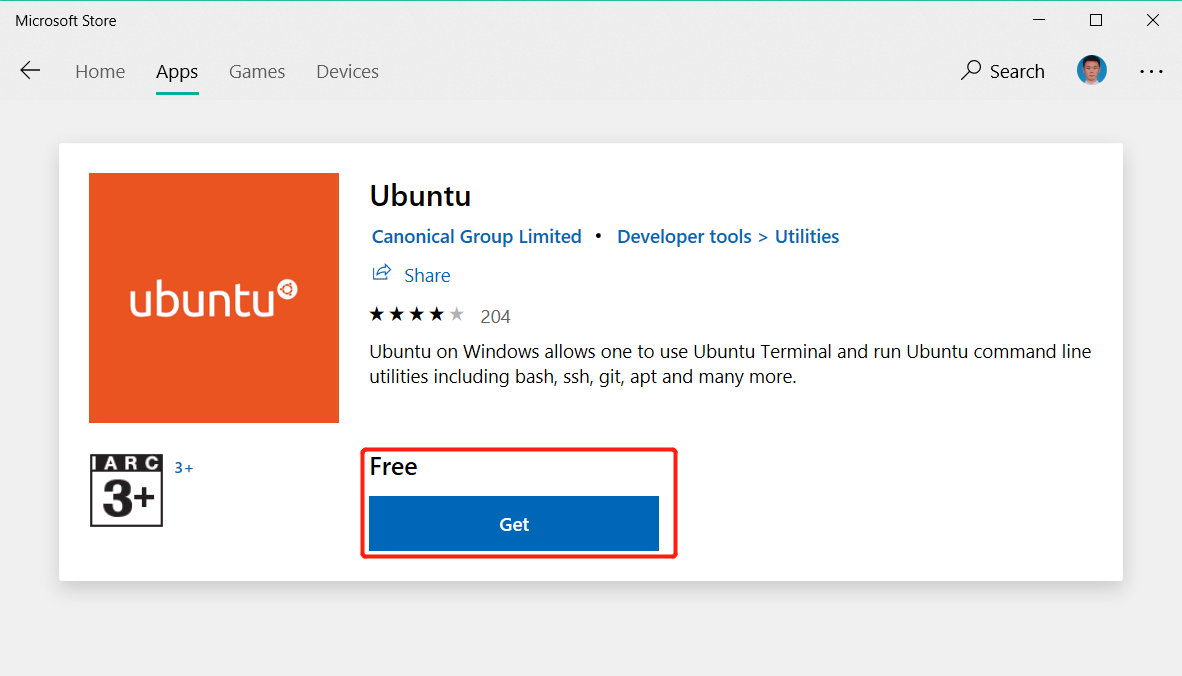 Microsoft Store
Home Apps Games Devices Search
ubuntu
Ubuntu
Canonical Group Limited • Developer tools > Utilities
Share
204
Ubuntu on Windows allows one to use Ubuntu Terminal and run Ubuntu command line
utilities including bash, ssh, git, apt and many more.
IARC
3+
3+
Free
Get